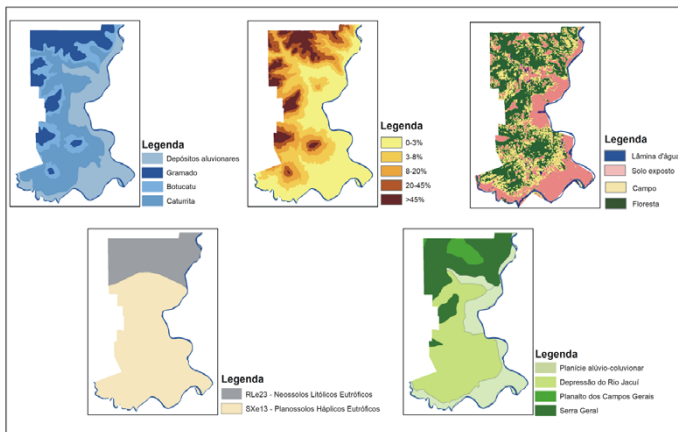 Legenda
Depósitos aluvionares
Gramado
Botucatu
Caturrita
Legenda
0-3%
3-8%
8-20%
20-45%
>45%
Legenda
Lâmina d'água
Solo exposto
Campo
Floresta
Legenda
RLe23 - Neossolos Litólicos Eutróficos
SXe13 - Planossolos Háplicos Eutróficos
Legenda
Planície alúvio-coluvionar
Depressão do Rio Jacuí
Planalto dos Campos Gerais
Serra Geral